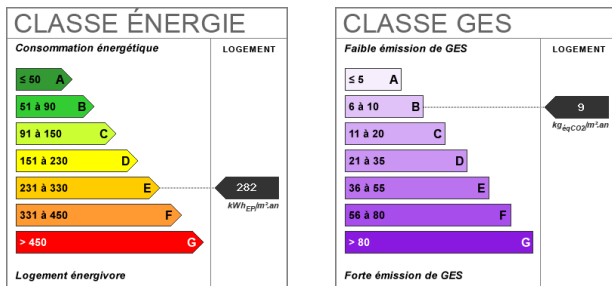 CLASSE ÉNERGIE
Consommation énergétique
LOGEMENT
≤ 50 A
51 à 90 B
91 à 150 C
151 à 230 D
231 à 330 E
282
kWhEP/m².an
331 à 450 F
> 450 G
Logement énergivore
CLASSE GES
Faible émission de GES
LOGEMENT
≤ 5 A
6 à 10 B
9
kgéqCO2/m².an
11 à 20 C
21 à 35 D
36 à 55 E
56 à 80 F
> 80 G
Forte émission de GES